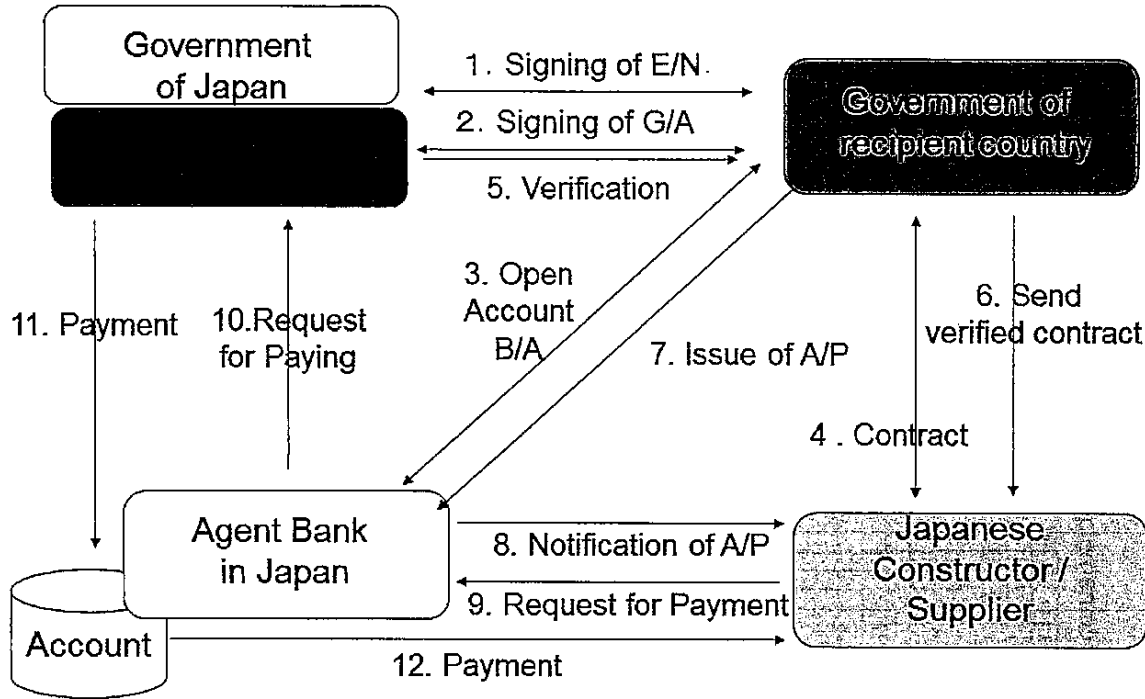 Government
of Japan
1. Signing of E/N
Government of
recipient country
2. Signing of G/A
5. Verification
3. Open
Account
B/A
6. Send
verified contract
11. Payment
10.Request
for Paying
7. Issue of A/P
4 . Contract
Agent Bank
in Japan
8. Notification of A/P
Japanese
Constructor/
Supplier
9. Request for Payment
Account
12. Payment